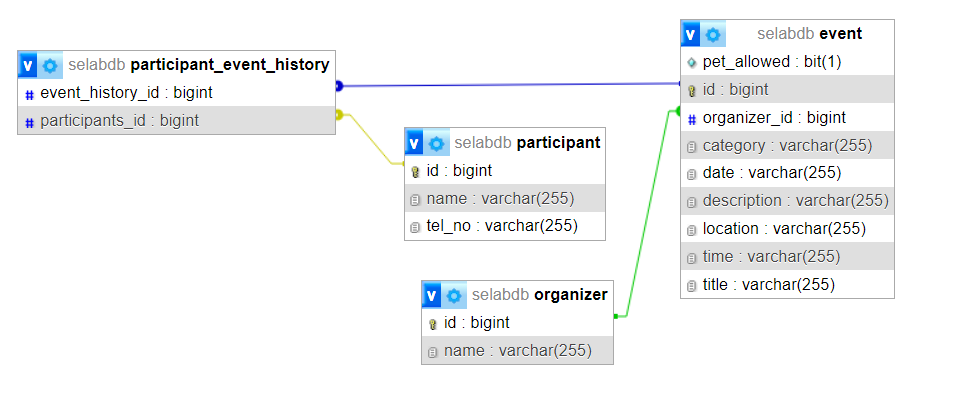 v selabdb participant_event_history
# event_history_id : bigint
# participants_id : bigint
v selabdb participant
id : bigint
name : varchar(255)
tel_no : varchar(255)
v selabdb organizer
id : bigint
name : varchar(255)
v selabdb event
pet_allowed : bit(1)
id : bigint
# organizer_id : bigint
category : varchar(255)
date : varchar(255)
description : varchar(255)
location : varchar(255)
time : varchar(255)
title : varchar(255)